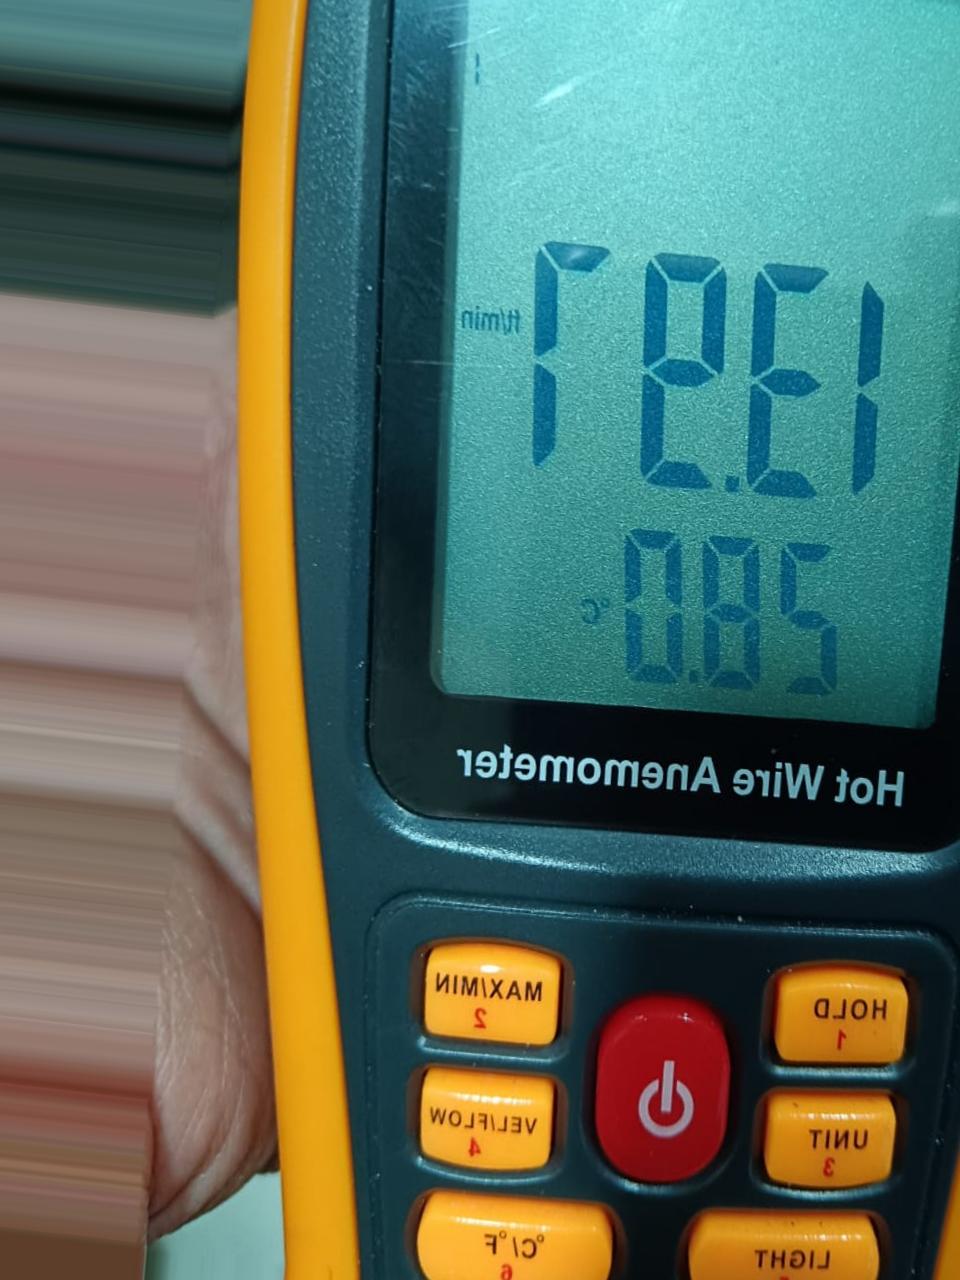 13.97 ft/min
28.0 °C
Hot Wire Anemometer
HOLD MAX/MIN
1 2
UNIT VEL/FLOW
3 4
LIGHT °C/°F
6